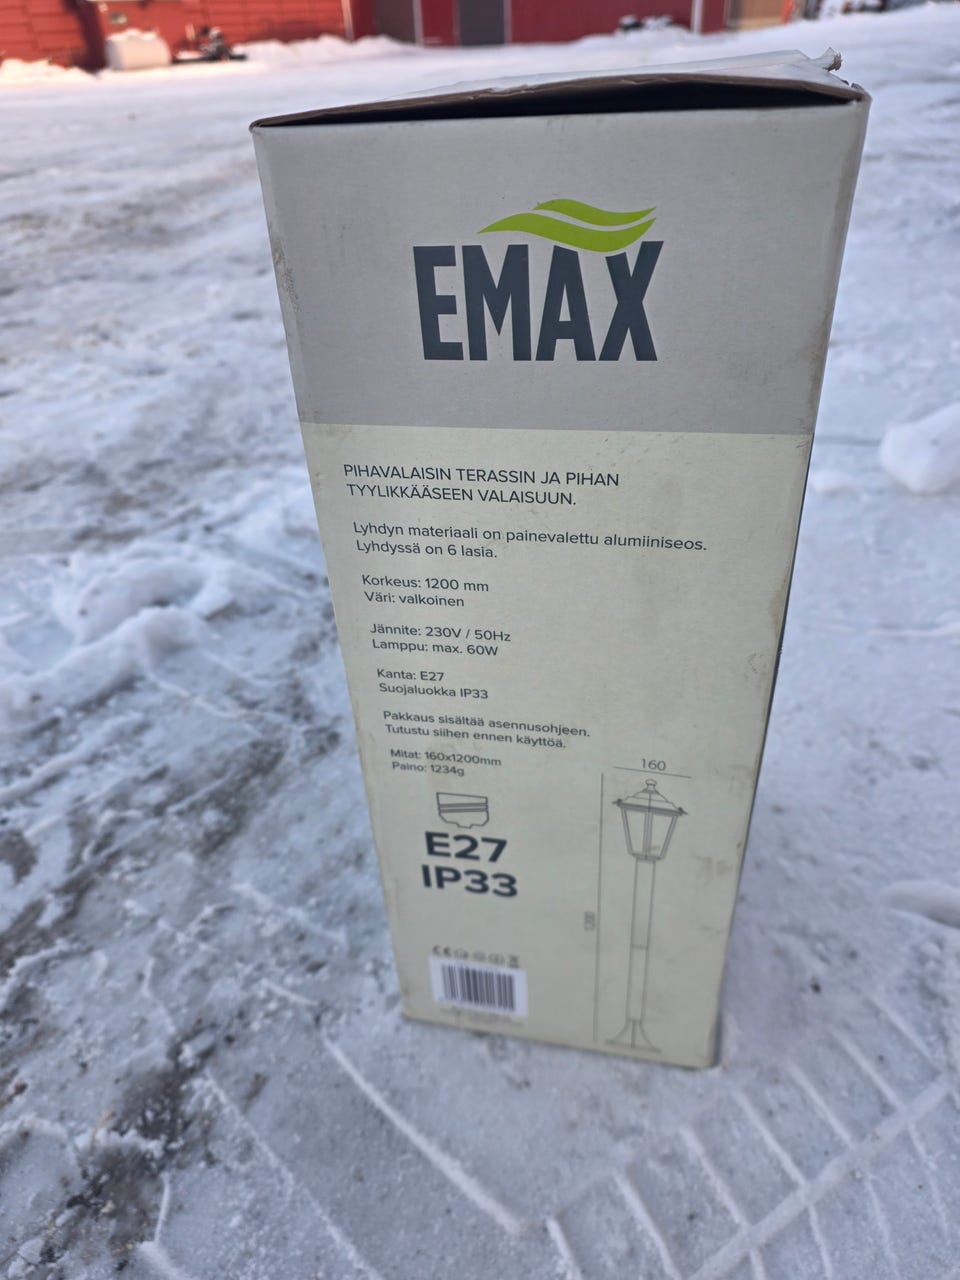 EMAX
PIHAVALAISIN TERASSIN JA PIHAN
TYYLIKKÄÄSEEN VALAISUUN.
Lyhdyn materiaali on painevalettu alumiiniseos.
Lyhdyssä on 6 lasia.
Korkeus: 1200 mm
Väri: valkoinen
Jännite: 230V / 50Hz
Lamppu: max. 60W
Kanta: E27
Suojaluokka IP33
Pakkaus sisältää asennusohjeen.
Tutustu siihen ennen käyttöä.
Mitat: 160x1200mm
Paino: 1234g
160
E27
IP33
1200
CE